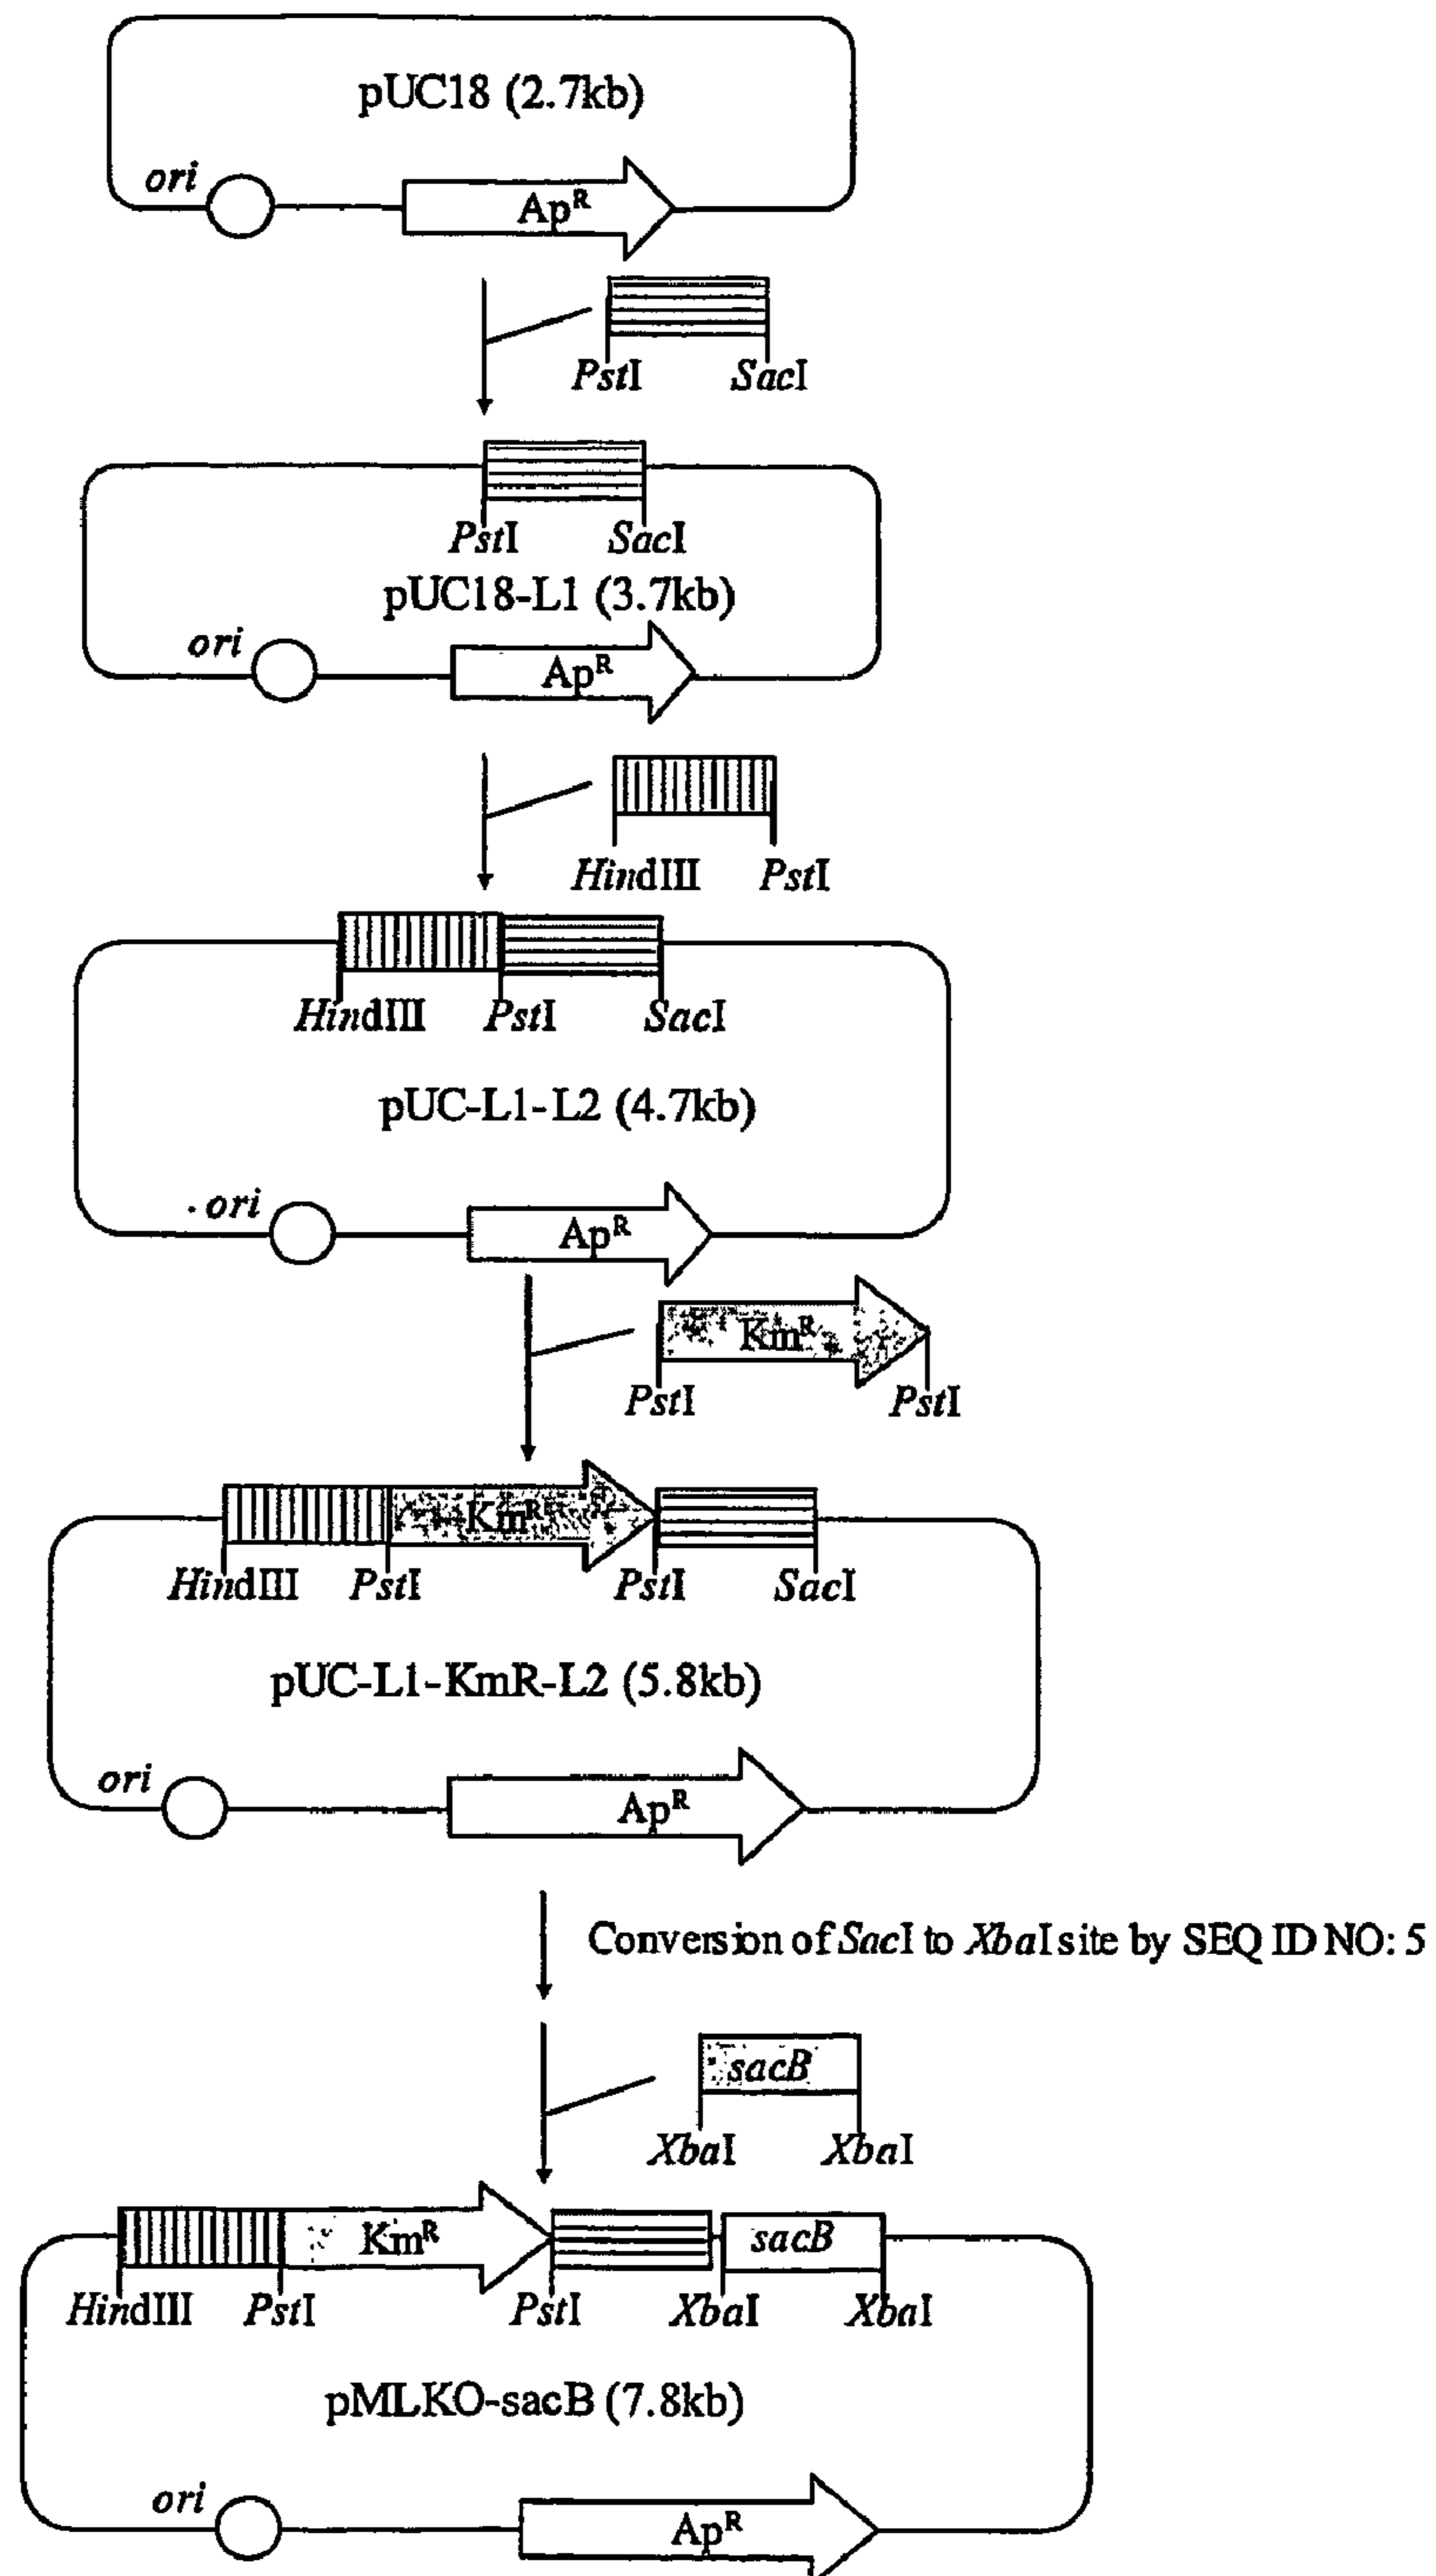 pUC18 (2.7kb)
ori
Ap^R
PstI SacI
PstI SacI
pUC18-L1 (3.7kb)
ori
Ap^R
HindIII PstI
HindIII PstI SacI
pUC-L1-L2 (4.7kb)
ori
Ap^R
Km^R
PstI PstI
Km^R
HindIII PstI PstI SacI
pUC-L1-KmR-L2 (5.8kb)
ori
Ap^R
Conversion of SacI to XbaI site by SEQ ID NO: 5
sacB
XbaI XbaI
Km^R sacB
HindIII PstI PstI XbaI XbaI
pMLKO-sacB (7.8kb)
ori
Ap^R